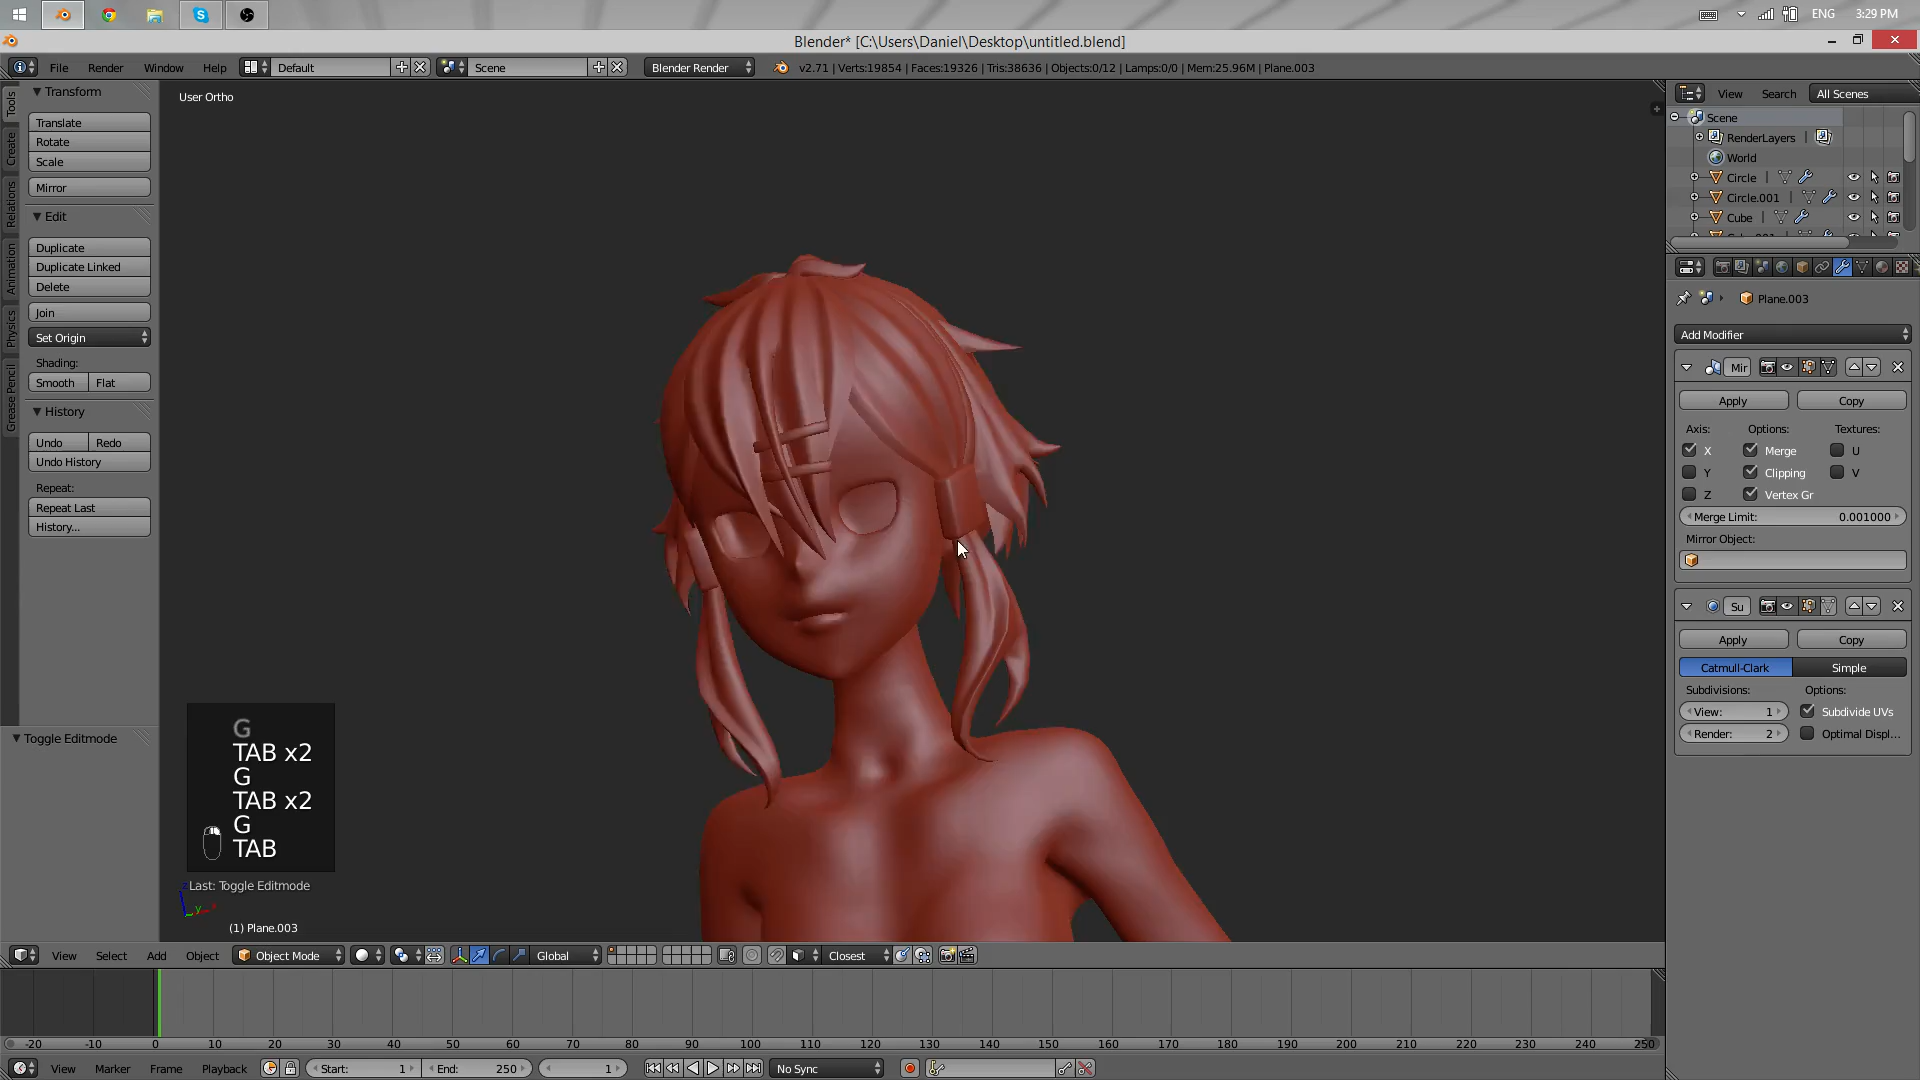 ENG 3:29 PM
Blender* [C:\Users\Daniel\Desktop\untitled.blend]
File Render Window Help Default Scene Blender Render v2.71 | Verts:19854 | Faces:19326 | Tris:38636 | Objects:0/12 | Lamps:0/0 | Mem:25.96M | Plane.003
Tools
Create
Relations
Animation
Physics
Grease Pencil
Transform
Translate
Rotate
Scale
Mirror
Edit
Duplicate
Duplicate Linked
Delete
Join
Set Origin
Shading:
Smooth Flat
History
Undo Redo
Undo History
Repeat:
Repeat Last
History...
Toggle Editmode
User Ortho
G
TAB x2
G
TAB x2
G
TAB
Last: Toggle Editmode
(1) Plane.003
View Search All Scenes
Scene
RenderLayers
World
Circle
Circle.001
Cube
Plane.003
Add Modifier
Mir
Apply Copy
Axis: Options: Textures:
X Merge U
Y Clipping V
Z Vertex Gr
Merge Limit: 0.001000
Mirror Object:
Su
Apply Copy
Catmull-Clark Simple
Subdivisions: Options:
View: 1 Subdivide UVs
Render: 2 Optimal Displ...
View Select Add Object Object Mode Global Closest
-20 -10 0 10 20 30 40 50 60 70 80 90 100 110 120 130 140 150 160 170 180 190 200 210 220 230 240 250
View Marker Frame Playback Start: 1 End: 250 1 No Sync